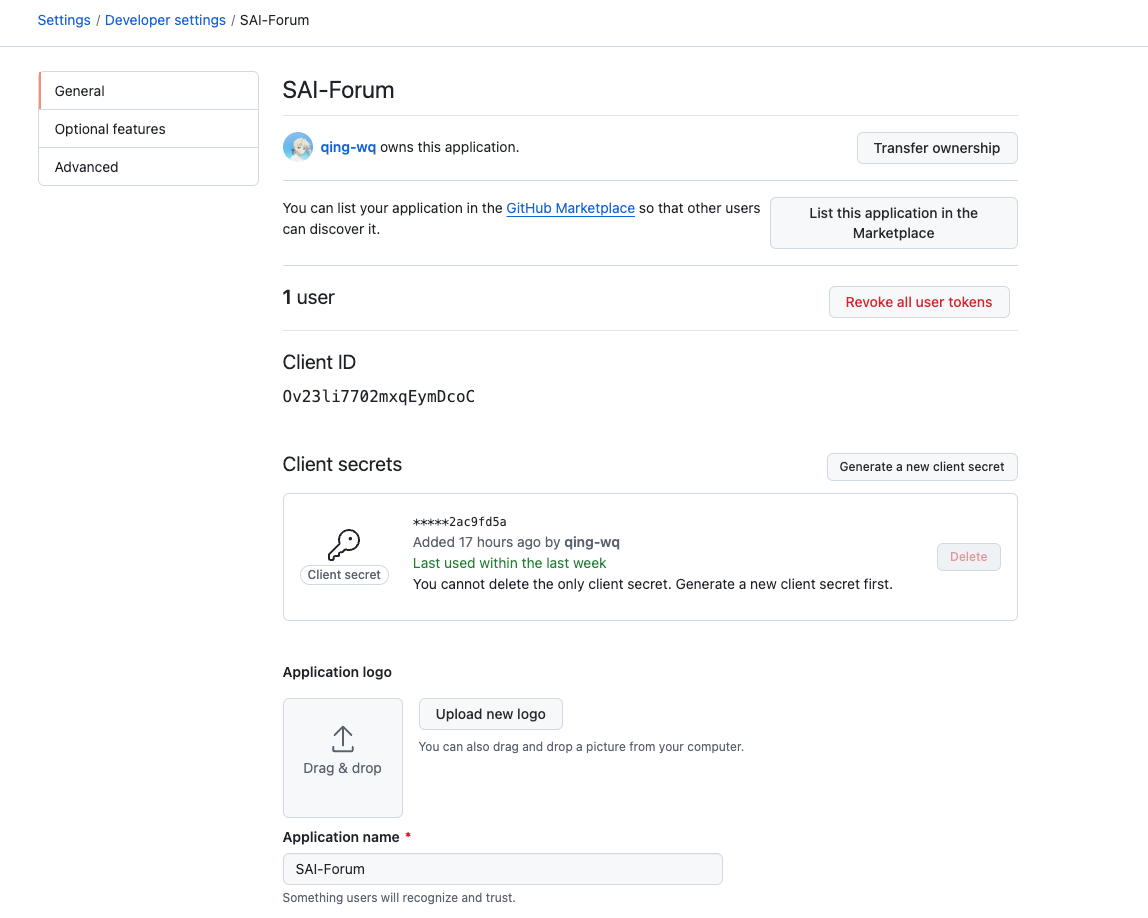 Settings / Developer settings / SAI-Forum
General
Optional features
Advanced
SAI-Forum
qing-wq owns this application.
Transfer ownership
You can list your application in the GitHub Marketplace so that other users
can discover it.
List this application in the
Marketplace
1 user
Revoke all user tokens
Client ID
Ov23li7702mxqEymDcoC
Client secrets
Generate a new client secret
*****2ac9fd5a
Added 17 hours ago by qing-wq
Last used within the last week
You cannot delete the only client secret. Generate a new client secret first.
Client secret
Delete
Application logo
Drag & drop
Upload new logo
You can also drag and drop a picture from your computer.
Application name *
SAI-Forum
Something users will recognize and trust.